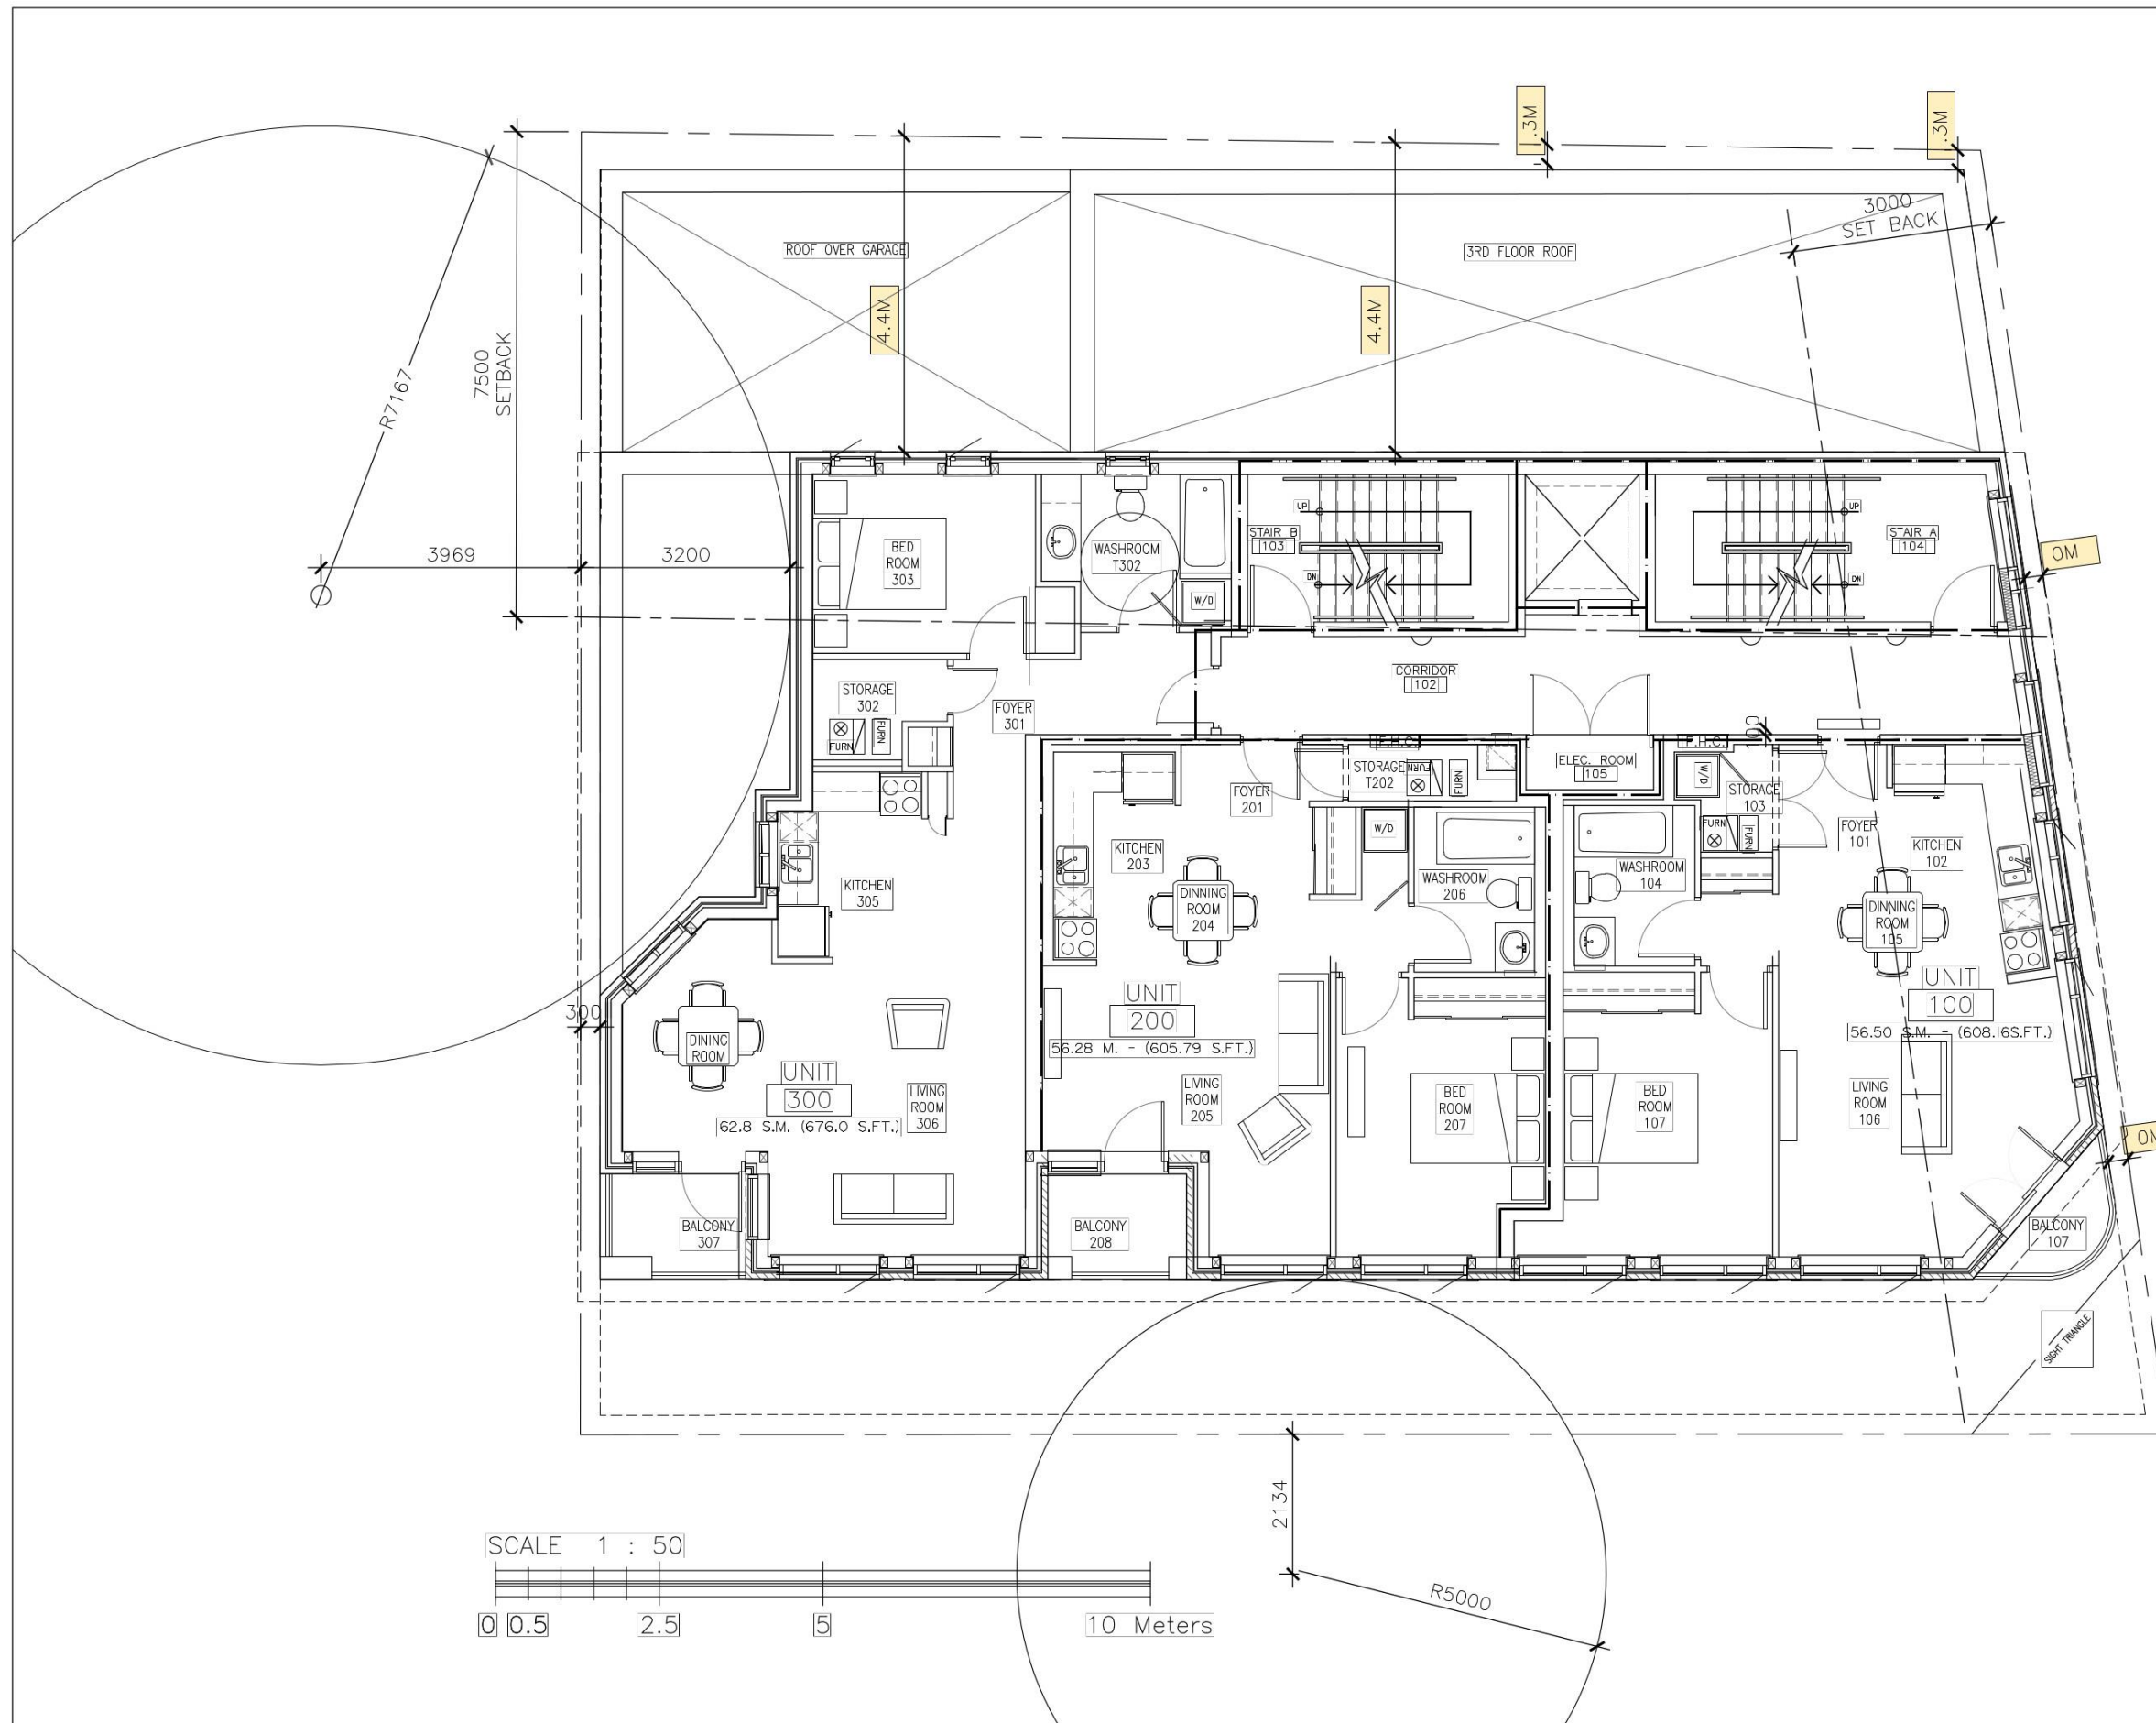 1.3M
.3M
3000
SET BACK
ROOF OVER GARAGE
3RD FLOOR ROOF
4.4M
4.4M
7500
SETBACK
R7167
3969
3200
BED
ROOM
303
WASHROOM
T302
W/D
UP
STAIR B
103
DN
UP
STAIR A
104
DN
0M
STORAGE
302
FURN
FURN
FOYER
301
CORRIDOR
102
100
F.H.C.
F.H.C.
STORAGE
T202
FURN
FURN
ELEC. ROOM
105
W/D
STORAGE
103
FURN
FURN
FOYER
201
W/D
FOYER
101
KITCHEN
203
KITCHEN
102
KITCHEN
305
WASHROOM
206
WASHROOM
104
DINNING
ROOM
204
DINNING
ROOM
105
300
UNIT
200
56.28 M. - (605.79 S.FT.)
UNIT
100
56.50 S.M. - (608.16S.FT.)
DINING
ROOM
UNIT
300
62.8 S.M. (676.0 S.FT.)
LIVING
ROOM
306
LIVING
ROOM
205
BED
ROOM
207
BED
ROOM
107
LIVING
ROOM
106
0M
BALCONY
307
BALCONY
208
BALCONY
107
SIGHT TRIANGLE
2134
R5000
SCALE 1 : 50
0 0.5 2.5 5 10 Meters